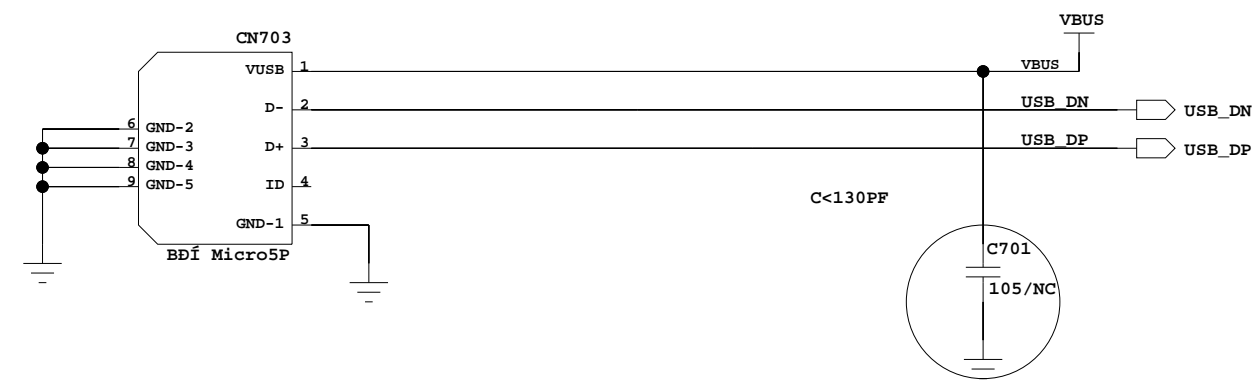 VBUS
CN703
VUSB 1 VBUS
D- 2 USB_DN USB_DN
6 GND-2
7 GND-3 D+ 3 USB_DP USB_DP
8 GND-4
9 GND-5 ID 4
C<130PF
GND-1 5
BÐÍ Micro5P
C701
105/NC